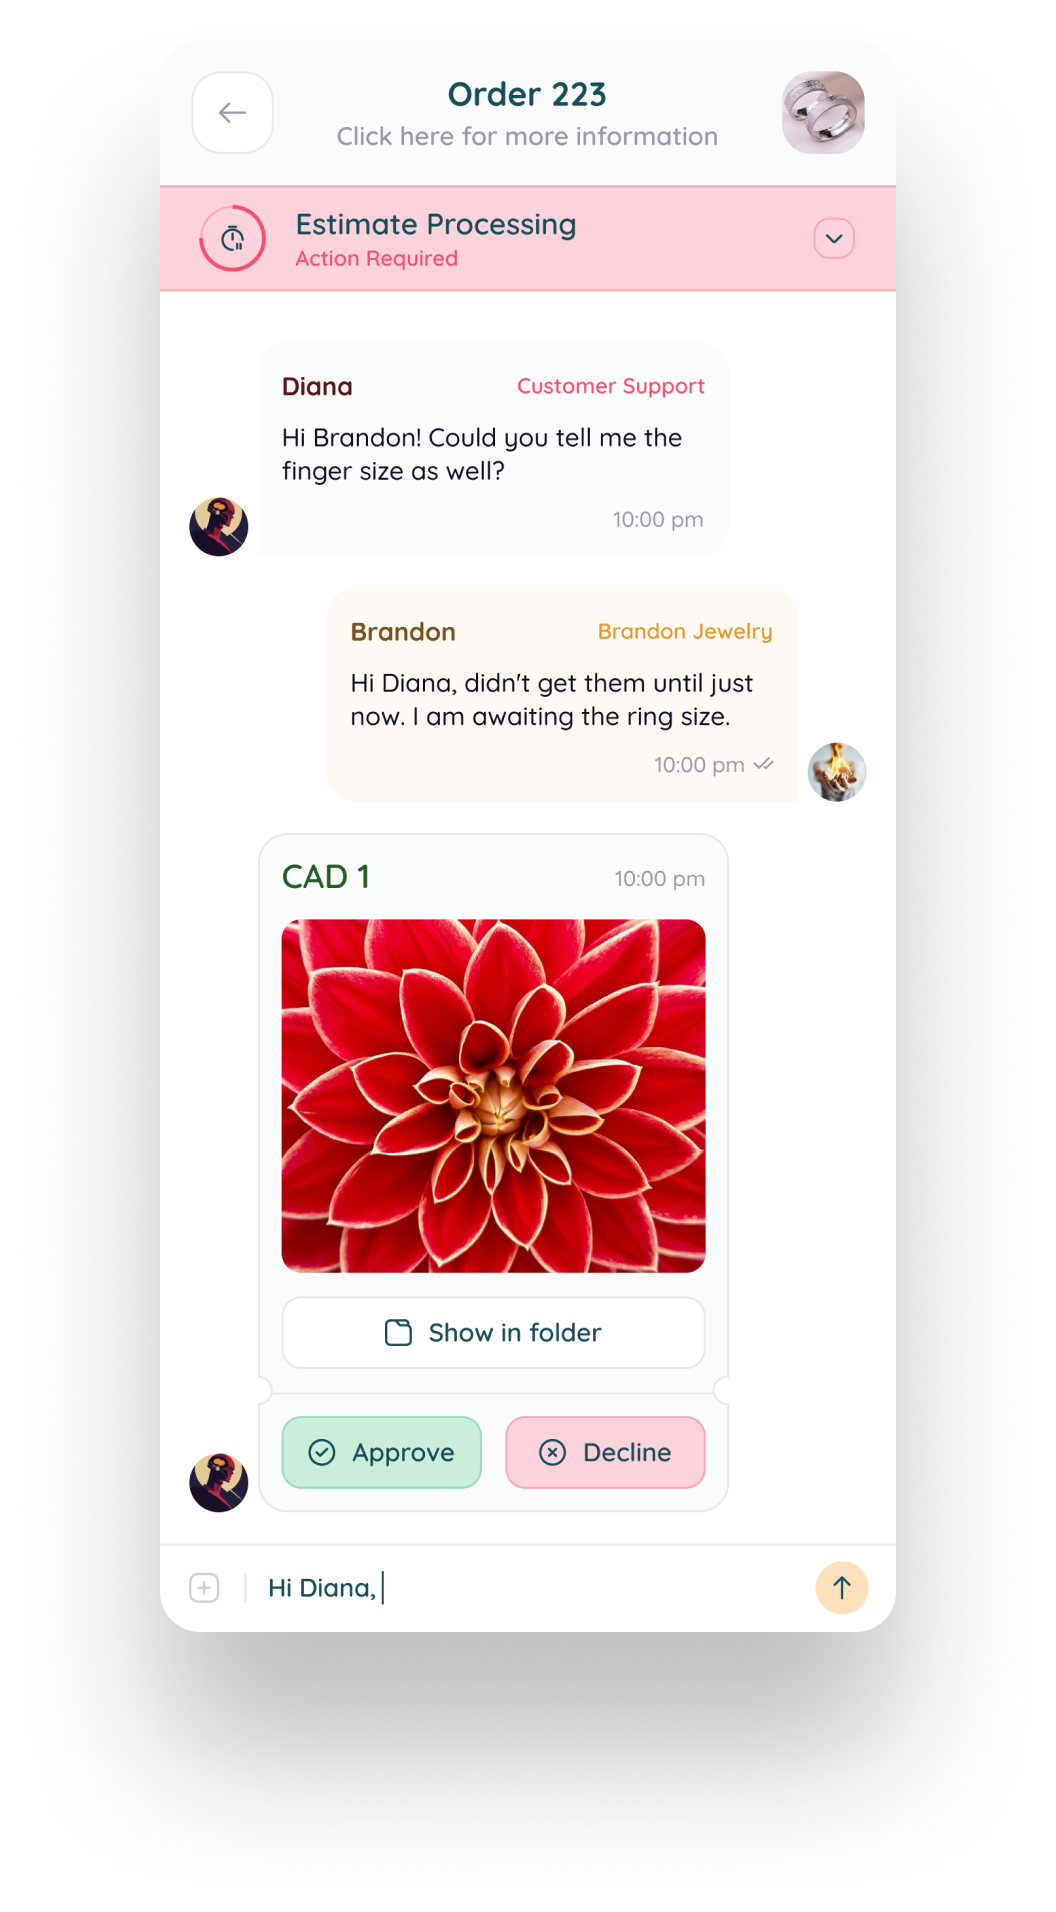 Order 223
Click here for more information
Estimate Processing
Action Required
Diana Customer Support
Hi Brandon! Could you tell me the
finger size as well?
10:00 pm
Brandon Brandon Jewelry
Hi Diana, didn't get them until just
now. I am awaiting the ring size.
10:00 pm
CAD 1 10:00 pm
Show in folder
Approve Decline
Hi Diana,